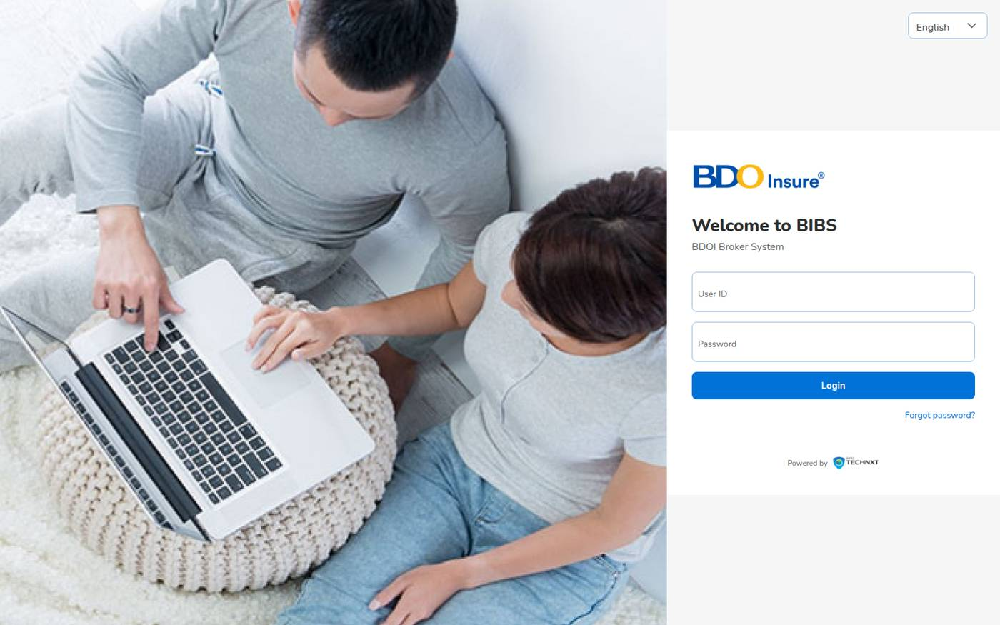 English
BDO Insure®
Welcome to BIBS
BDOI Broker System
User ID
Password
Login
Forgot password?
Powered by TECHNXT